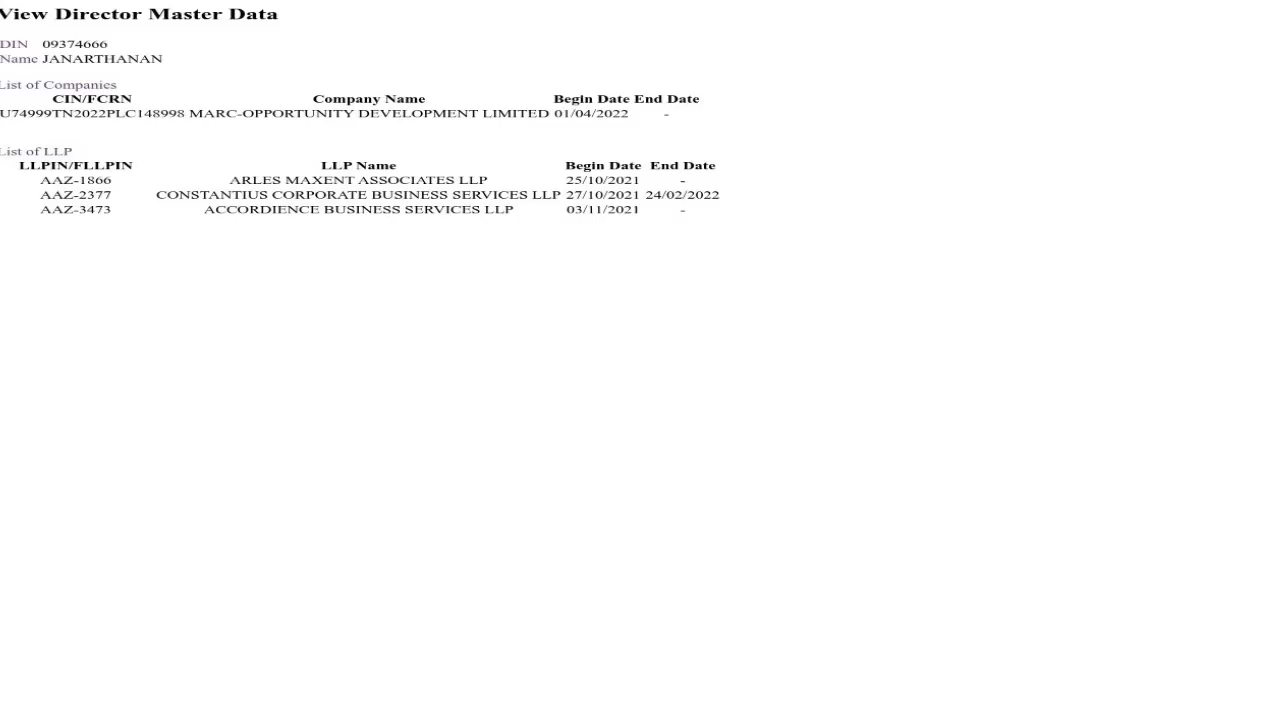 View Director Master Data
DIN 09374666
Name JANARTHANAN
List of Companies
CIN/FCRN Company Name Begin Date End Date
U74999TN2022PLC148998 MARC-OPPORTUNITY DEVELOPMENT LIMITED 01/04/2022 -
List of LLP
LLPIN/FLLPIN LLP Name Begin Date End Date
AAZ-1866 ARLES MAXENT ASSOCIATES LLP 25/10/2021 -
AAZ-2377 CONSTANTIUS CORPORATE BUSINESS SERVICES LLP 27/10/2021 24/02/2022
AAZ-3473 ACCORDIENCE BUSINESS SERVICES LLP 03/11/2021 -